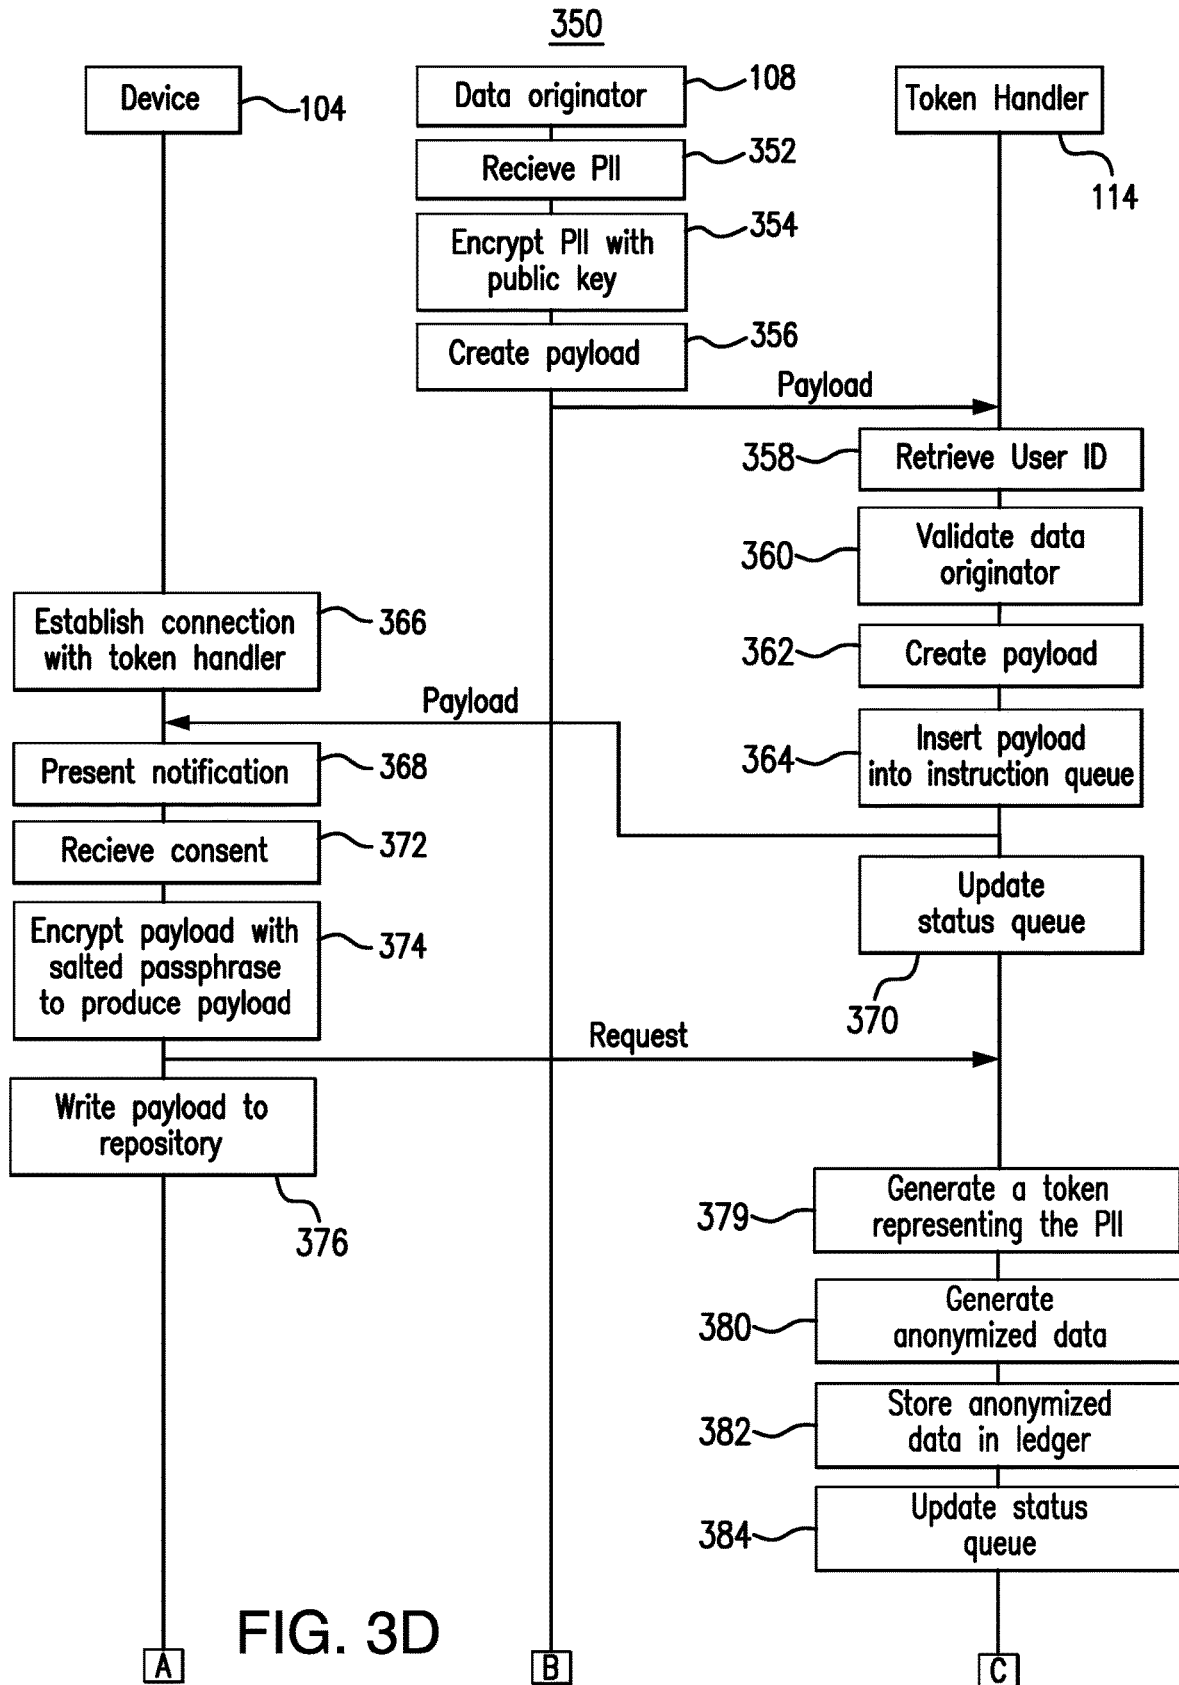 350
Device
104
Data originator
108
Token Handler
114
Recieve PII
352
Encrypt PII with
public key
354
Create payload
356
Payload
358
Retrieve User ID
360
Validate data
originator
Establish connection
with token handler
366
362
Create payload
Payload
364
Insert payload
into instruction queue
Present notification
368
Recieve consent
372
Update
status queue
370
Encrypt payload with
salted passphrase
to produce payload
374
Request
Write payload to
repository
376
379
Generate a token
representing the PII
380
Generate
anonymized data
382
Store anonymized
data in ledger
384
Update status
queue
FIG. 3D
A
B
C